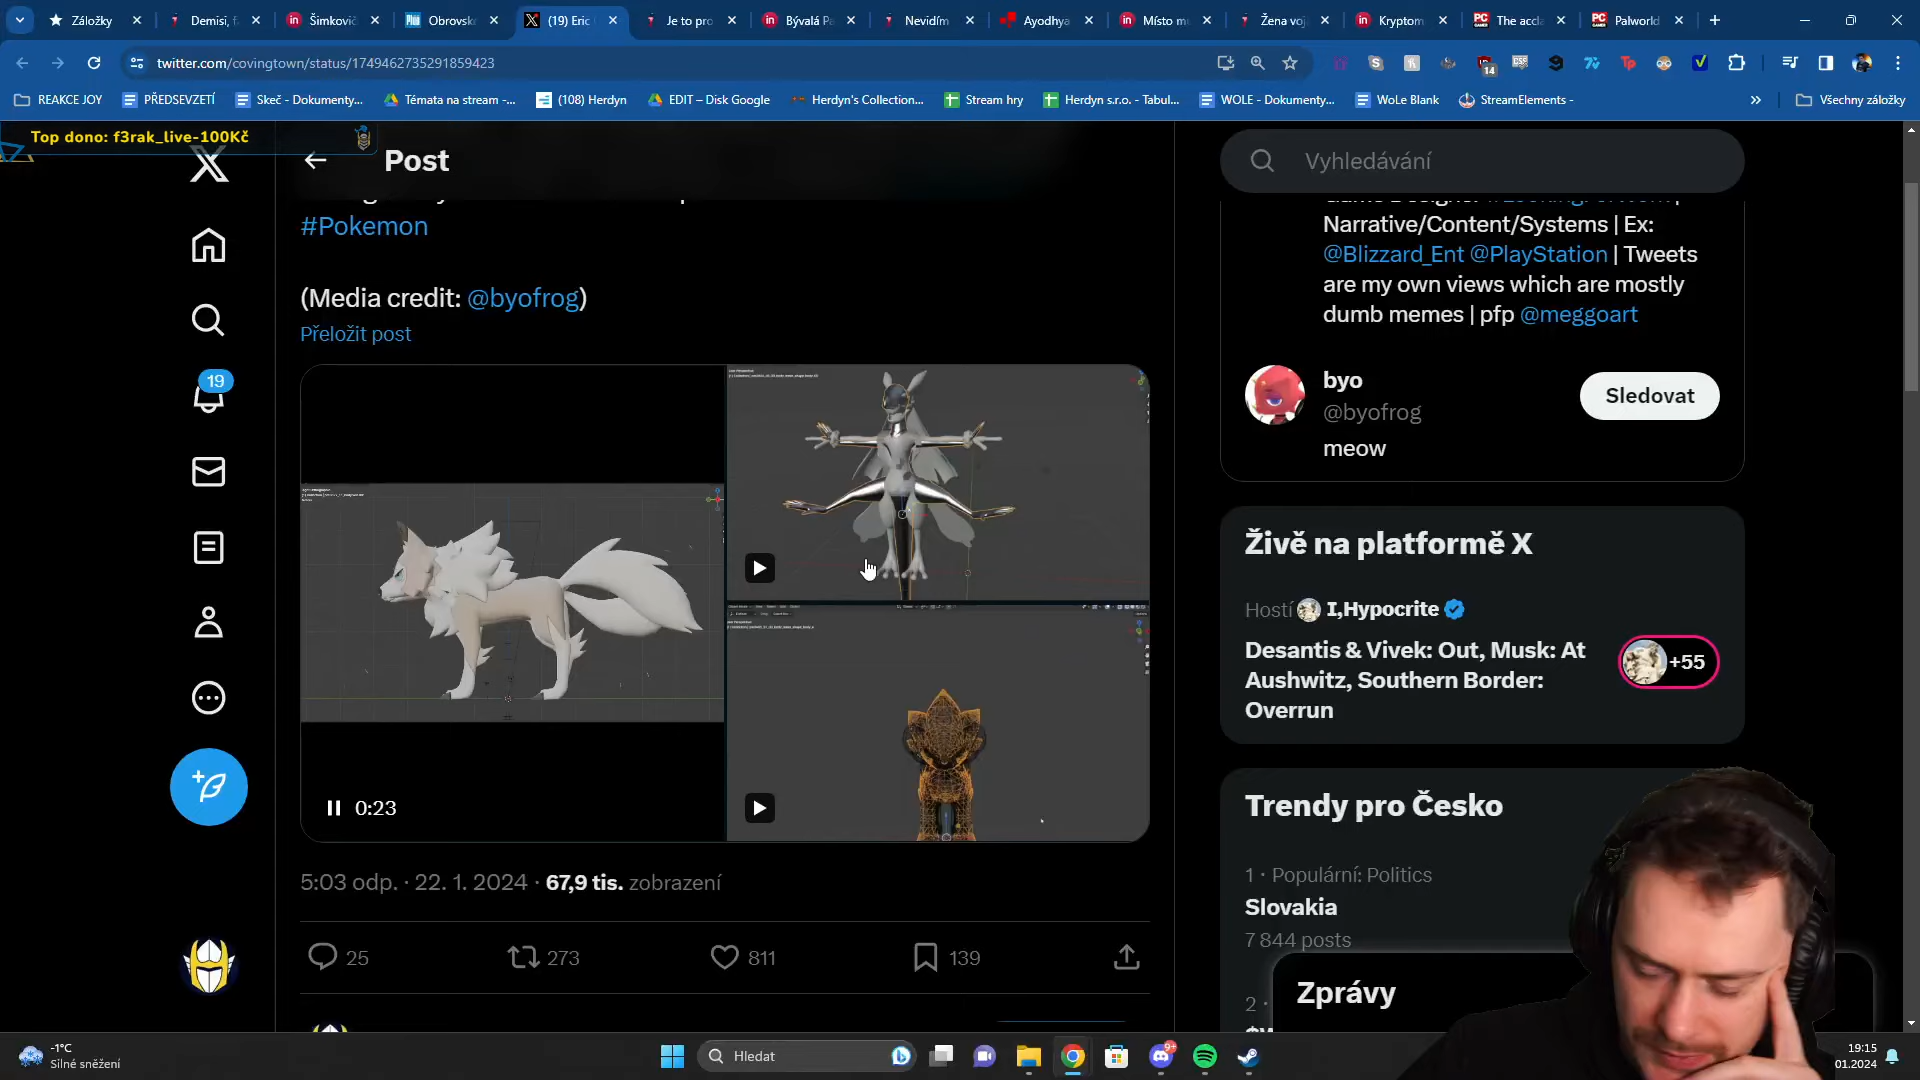 Záložky
Demisi, f
Šimkovič
Obrovské
(19) Eric
Je to pro
Bývalá P
Nevidím
Ayodhya
Místo m
Žena voj
Kryptom
The accla
Palworld
twitter.com/covingtown/status/1749462735291859423
14
REAKCE JOY
PŘEDSEVZETÍ
Skeč - Dokumenty...
Témata na stream -...
(108) Herdyn
EDIT – Disk Google
Herdyn's Collection...
Stream hry
Herdyn s.r.o. - Tabul...
WOLE - Dokumenty...
WoLe Blank
StreamElements -
Všechny záložky
Top dono: f3rak_live-100Kč
Post
#Pokemon
(Media credit: @byofrog)
Přeložit post
19
0:23
5:03 odp. · 22. 1. 2024 · 67,9 tis. zobrazení
25
273
811
139
Vyhledávání
Narrative/Content/Systems | Ex:
@Blizzard_Ent @PlayStation | Tweets
are my own views which are mostly
dumb memes | pfp @meggoart
byo
@byofrog
meow
Sledovat
Živě na platformě X
Hostí I,Hypocrite
Desantis & Vivek: Out, Musk: At
Aushwitz, Southern Border:
Overrun
+55
Trendy pro Česko
1 · Populární: Politics
Slovakia
7 844 posts
2 ·
Zprávy
-1°C
Silné sněžení
Hledat
9+
19:15
01.2024